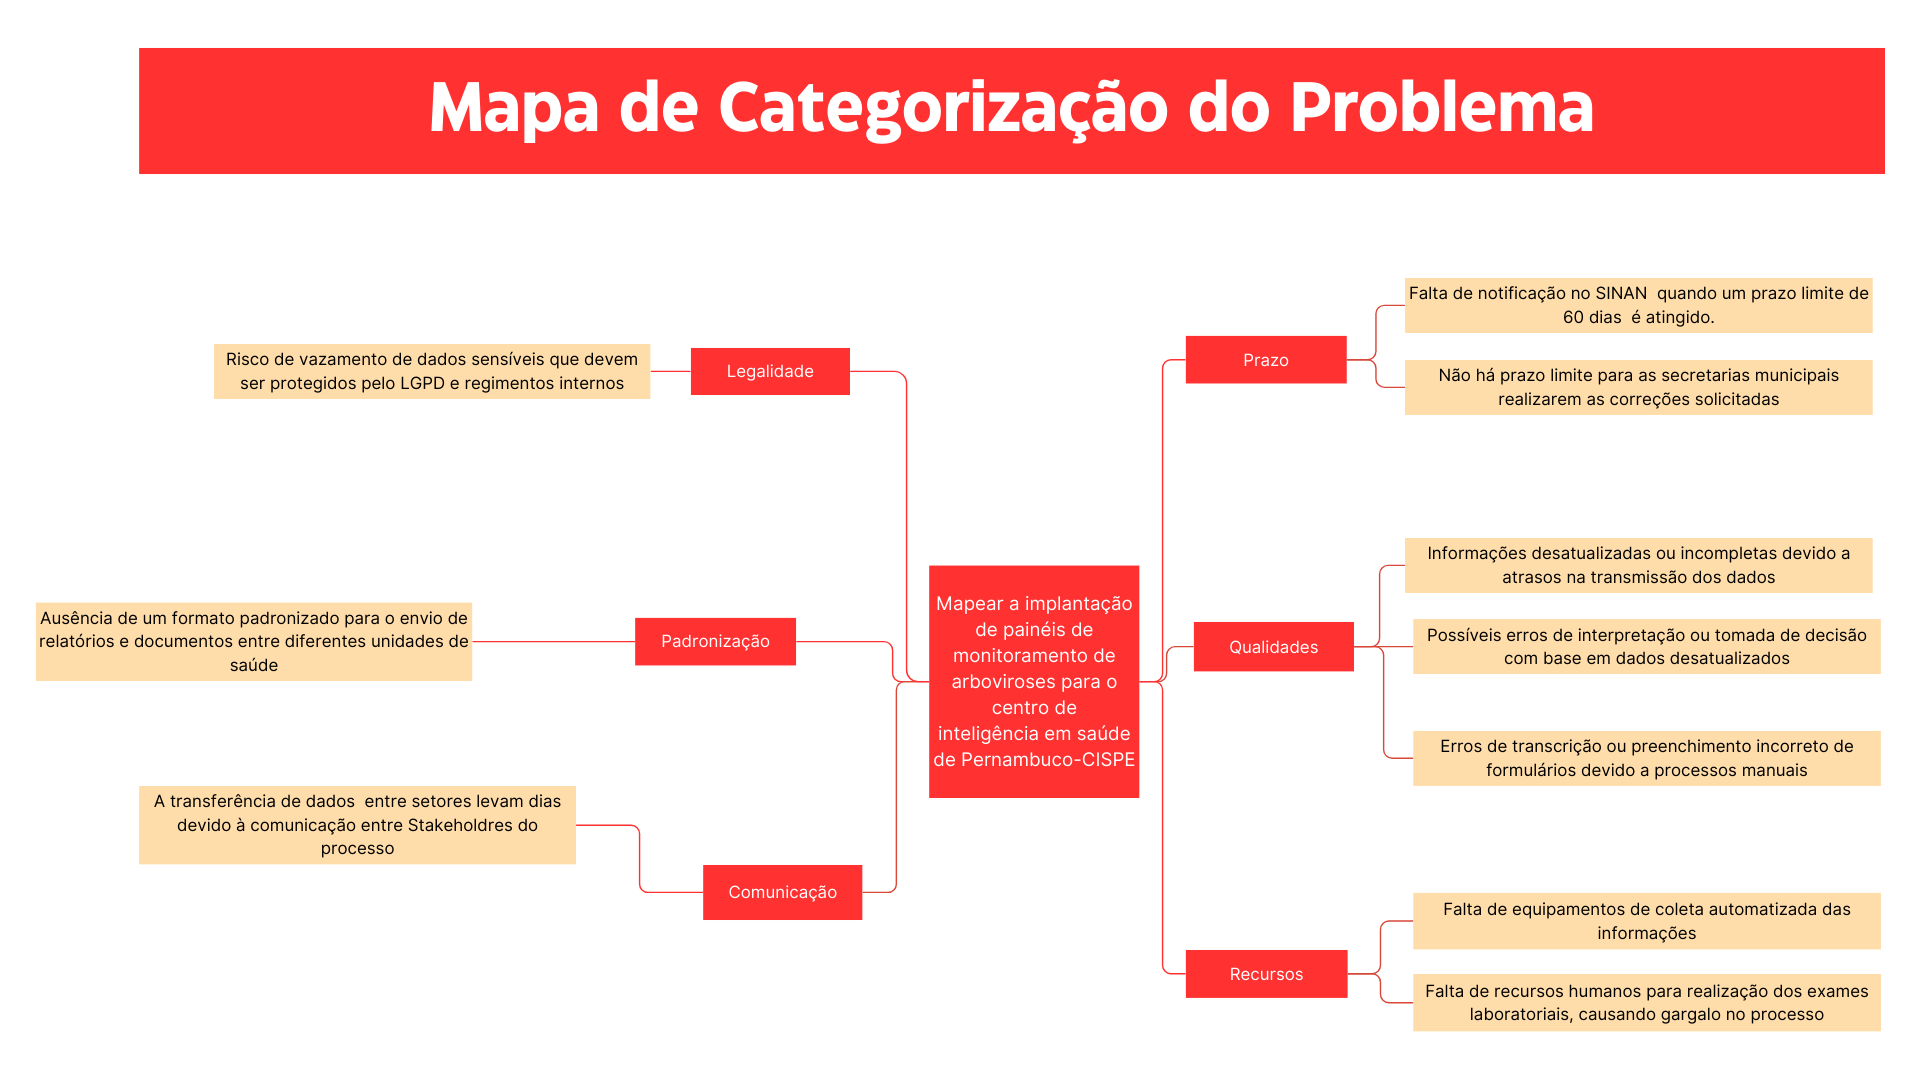 Mapa de Categorização do Problema
Risco de vazamento de dados sensíveis que devem
ser protegidos pelo LGPD e regimentos internos
Legalidade
Ausência de um formato padronizado para o envio de
relatórios e documentos entre diferentes unidades de
saúde
Padronização
A transferência de dados  entre setores levam dias
devido à comunicação entre Stakeholdres do
processo
Comunicação
Mapear a implantação
de painéis de
monitoramento de
arboviroses para o
centro de
inteligência em saúde
de Pernambuco-CISPE
Prazo
Falta de notificação no SINAN  quando um prazo limite de
60 dias  é atingido.
Não há prazo limite para as secretarias municipais
realizarem as correções solicitadas
Qualidades
Informações desatualizadas ou incompletas devido a
atrasos na transmissão dos dados
Possíveis erros de interpretação ou tomada de decisão
com base em dados desatualizados
Erros de transcrição ou preenchimento incorreto de
formulários devido a processos manuais
Recursos
Falta de equipamentos de coleta automatizada das
informações
Falta de recursos humanos para realização dos exames
laboratoriais, causando gargalo no processo